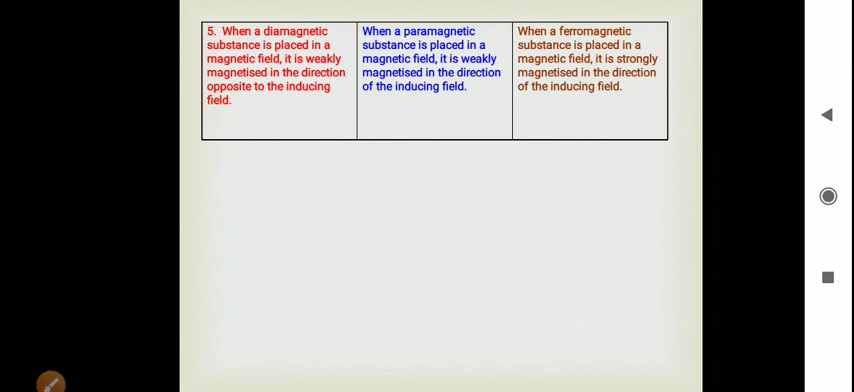 5. When a diamagnetic
substance is placed in a
magnetic field, it is weakly
magnetised in the direction
opposite to the inducing
field.
When a paramagnetic
substance is placed in a
magnetic field, it is weakly
magnetised in the direction
of the inducing field.
When a ferromagnetic
substance is placed in a
magnetic field, it is strongly
magnetised in the direction
of the inducing field.